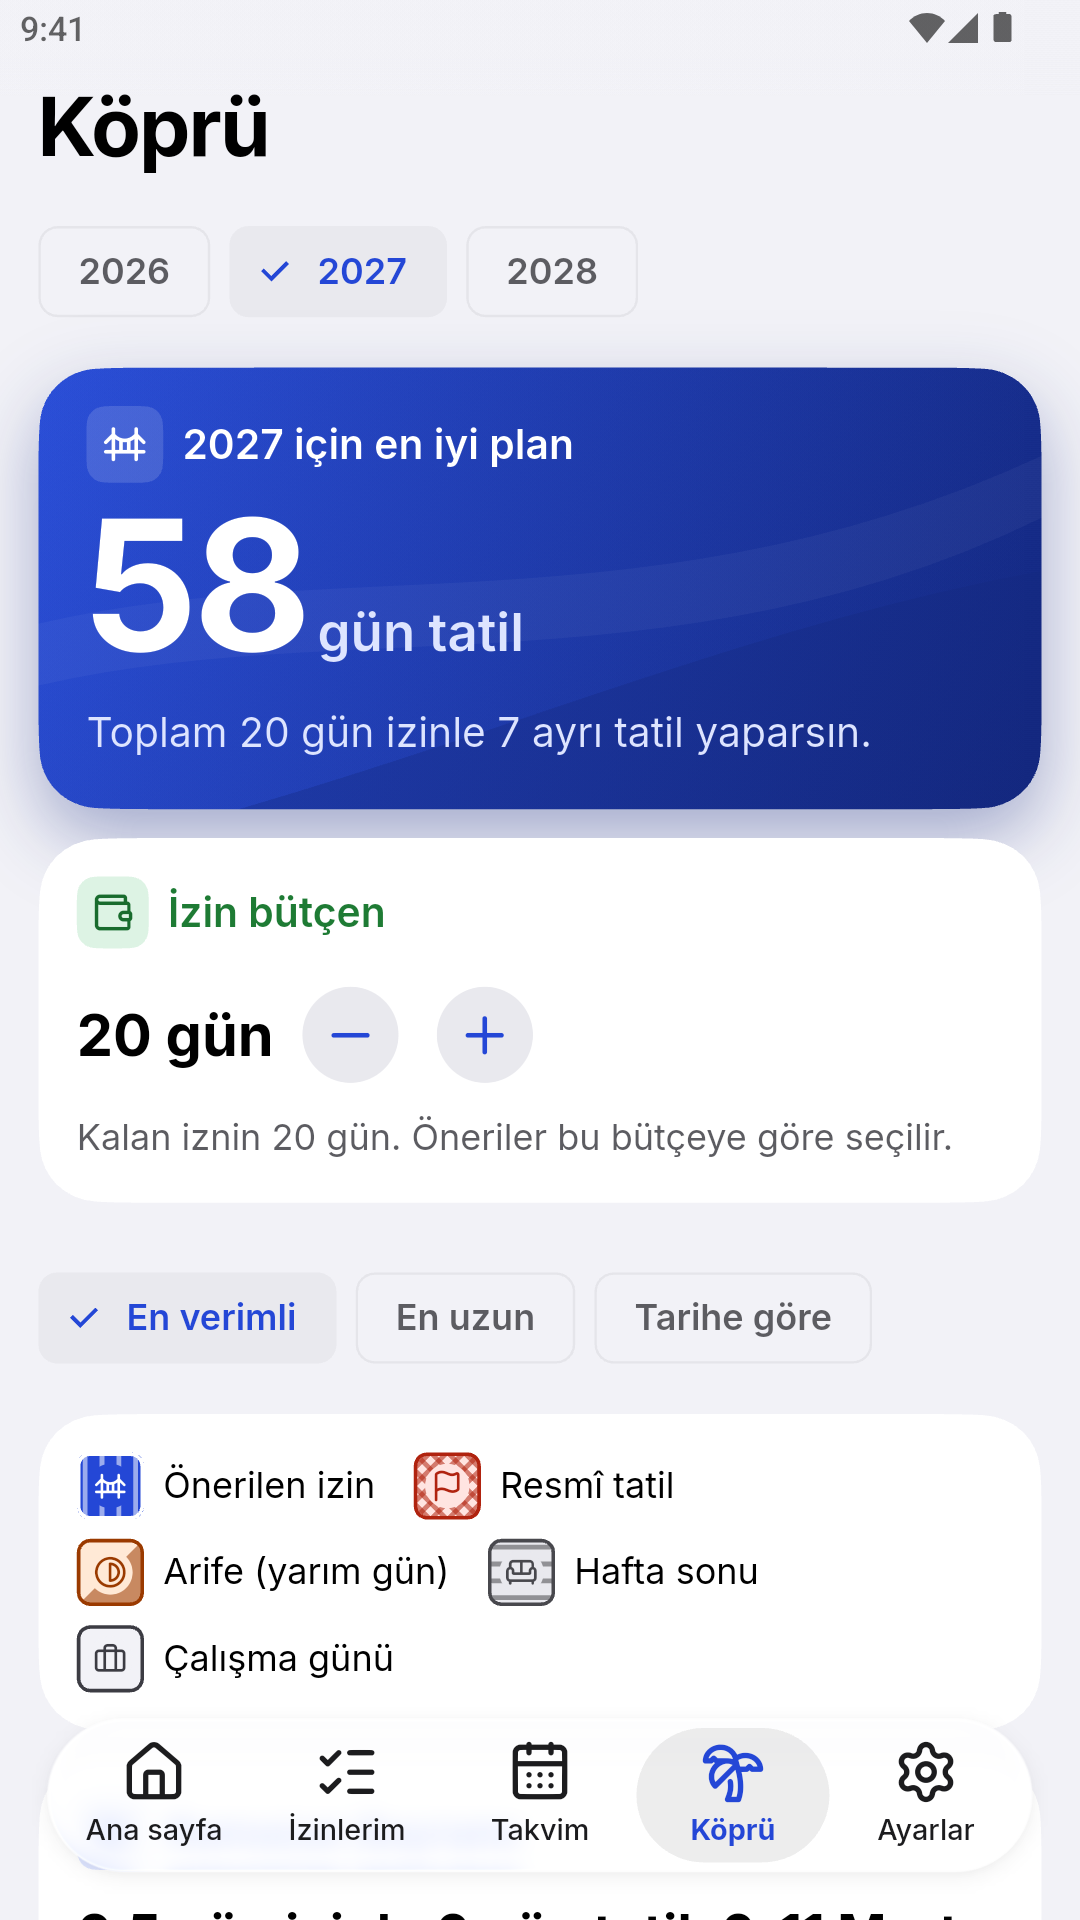 9:41
Köprü
2026
2027
2028
2027 için en iyi plan
58 gün tatil
Toplam 20 gün izinle 7 ayrı tatil yaparsın.
İzin bütçen
20 gün
Kalan iznin 20 gün. Öneriler bu bütçeye göre seçilir.
En verimli
En uzun
Tarihe göre
Önerilen izin
Resmî tatil
Arife (yarım gün)
Hafta sonu
Çalışma günü
Ana sayfa
İzinlerim
Takvim
Köprü
Ayarlar